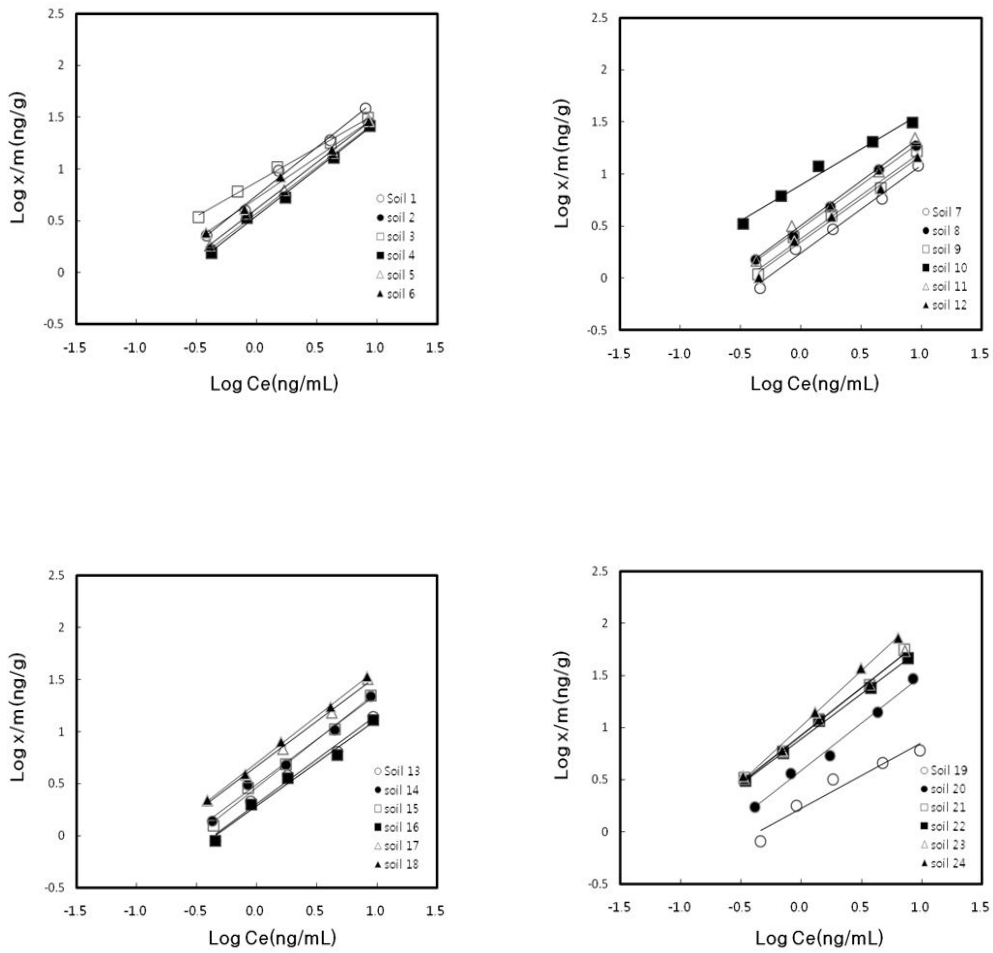 2.5
2
1.5
1
0.5
0
-0.5
-1.5
-1.0
-0.5
0.0
0.5
1.0
1.5
Log x/m(ng/g)
Log Ce(ng/mL)
Soil 1
soil 2
soil 3
soil 4
soil 5
soil 6
2.5
2
1.5
1
0.5
0
-0.5
-1.5
-1.0
-0.5
0.0
0.5
1.0
1.5
Log x/m(ng/g)
Log Ce(ng/mL)
Soil 7
soil 8
soil 9
soil 10
soil 11
soil 12
2.5
2
1.5
1
0.5
0
-0.5
-1.5
-1.0
-0.5
0.0
0.5
1.0
1.5
Log x/m(ng/g)
Log Ce(ng/mL)
Soil 13
soil 14
soil 15
soil 16
soil 17
soil 18
2.5
2
1.5
1
0.5
0
-0.5
-1.5
-1.0
-0.5
0.0
0.5
1.0
1.5
Log x/m(ng/g)
Log Ce(ng/mL)
Soil 19
soil 20
soil 21
soil 22
soil 23
soil 24